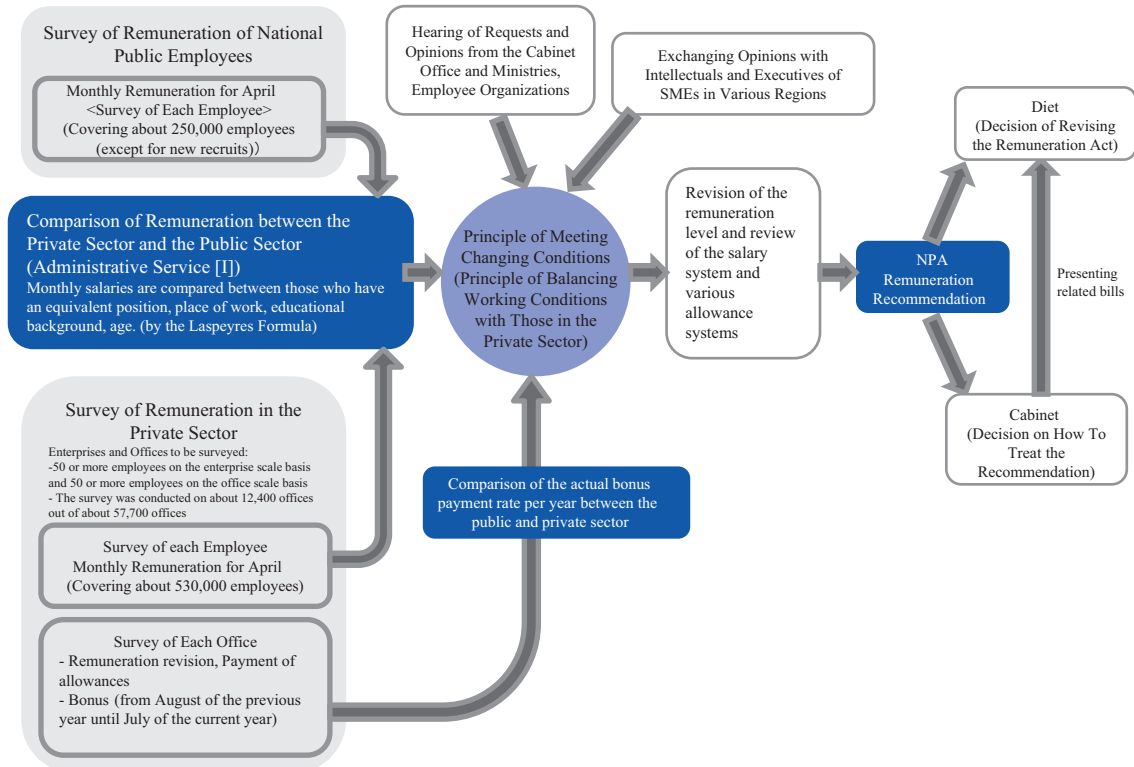 Survey of Remuneration of National
Public Employees
Monthly Remuneration for April
<Survey of Each Employee>
(Covering about 250,000 employees
(except for new recruits))
Hearing of Requests and
Opinions from the Cabinet
Office and Ministries,
Employee Organizations
Exchanging Opinions with
Intellectuals and Executives of
SMEs in Various Regions
Diet
(Decision of Revising
the Remuneration Act)
Comparison of Remuneration between the
Private Sector and the Public Sector
(Administrative Service [I])
Monthly salaries are compared between those who have
an equivalent position, place of work, educational
background, age. (by the Laspeyres Formula)
Principle of Meeting
Changing Conditions
(Principle of Balancing
Working Conditions
with Those in the
Private Sector)
Revision of the
remuneration
level and review
of the salary
system and
various
allowance
systems
NPA
Remuneration
Recommendation
Presenting
related bills
Cabinet
(Decision on How To
Treat the
Recommendation)
Survey of Remuneration in the
Private Sector
Enterprises and Offices to be surveyed:
-50 or more employees on the enterprise scale basis
and 50 or more employees on the office scale basis
- The survey was conducted on about 12,400 offices
out of about 57,700 offices
Survey of each Employee
Monthly Remuneration for April
(Covering about 530,000 employees)
Comparison of the actual bonus
payment rate per year between the
public and private sector
Survey of Each Office
- Remuneration revision, Payment of
allowances
- Bonus (from August of the previous
year until July of the current year)